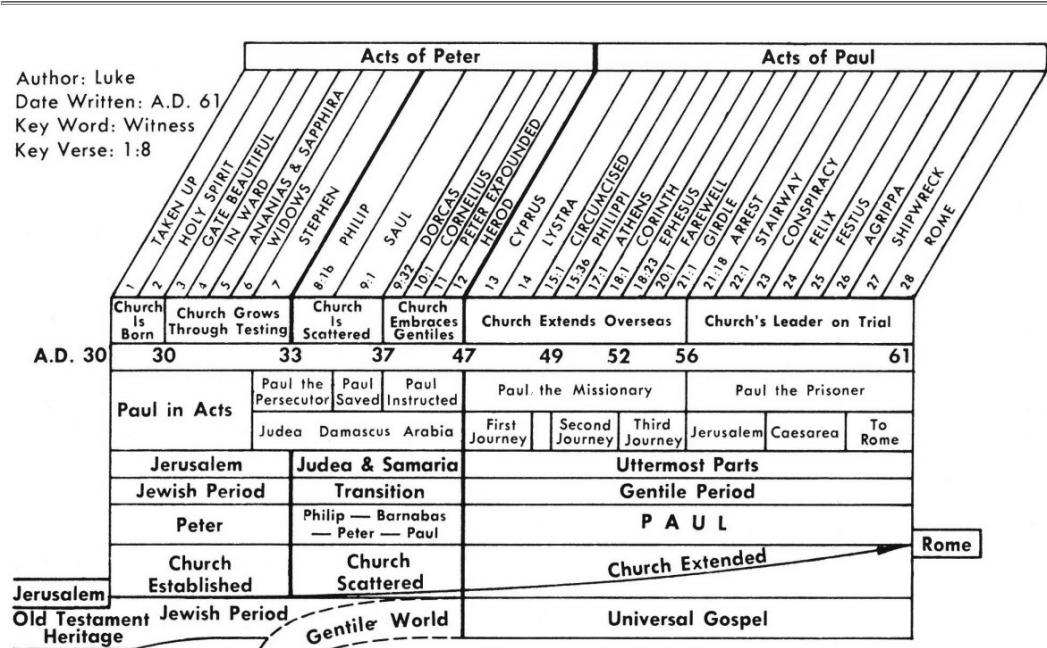 Acts of Peter
Acts of Paul
Author: Luke
Date Written: A.D. 61
Key Word: Witness
Key Verse: 1:8
TAKEN UP
HOLY SPIRIT
GATE BEAUTIFUL
IN WARD
ANANIAS & SAPPHIRA
WIDOWS
STEPHEN
PHILIP
SAUL
DORCAS
CORNELIUS
PETER EXPOUNDED
HEROD
CYPRUS
LYSTRA
CIRCUMCISED
PHILIPPI
ATHENS
CORINTH
EPHESUS
FAREWELL
GIRDLE
ARREST
STAIRWAY
CONSPIRACY
FELIX
FESTUS
AGRIPPA
SHIPWRECK
ROME
1 2 3 4 5 6 7 8:1b 9:1 9:32 10:1 11 12 13 14 15:1 15:36 17:1 18:1 18:23 20:1 21:1 21:18 22:1 23 24 25 26 27 28
Church
Is
Born
Church Grows
Through Testing
Church
Is
Scattered
Church
Embraces
Gentiles
Church Extends Overseas
Church's Leader on Trial
A.D. 30 30 33 37 47 49 52 56 61
Paul in Acts
Paul the
Persecutor
Paul
Saved
Paul
Instructed
Paul the Missionary
Paul the Prisoner
Judea Damascus Arabia
First
Journey
Second
Journey
Third
Journey
Jerusalem
Caesarea
To
Rome
Jerusalem
Judea & Samaria
Uttermost Parts
Jewish Period
Transition
Gentile Period
Peter
Philip — Barnabas
— Peter — Paul
PAUL
Rome
Church
Established
Church
Scattered
Church Extended
Jerusalem
Old Testament
Heritage
Jewish Period
Gentile World
Universal Gospel